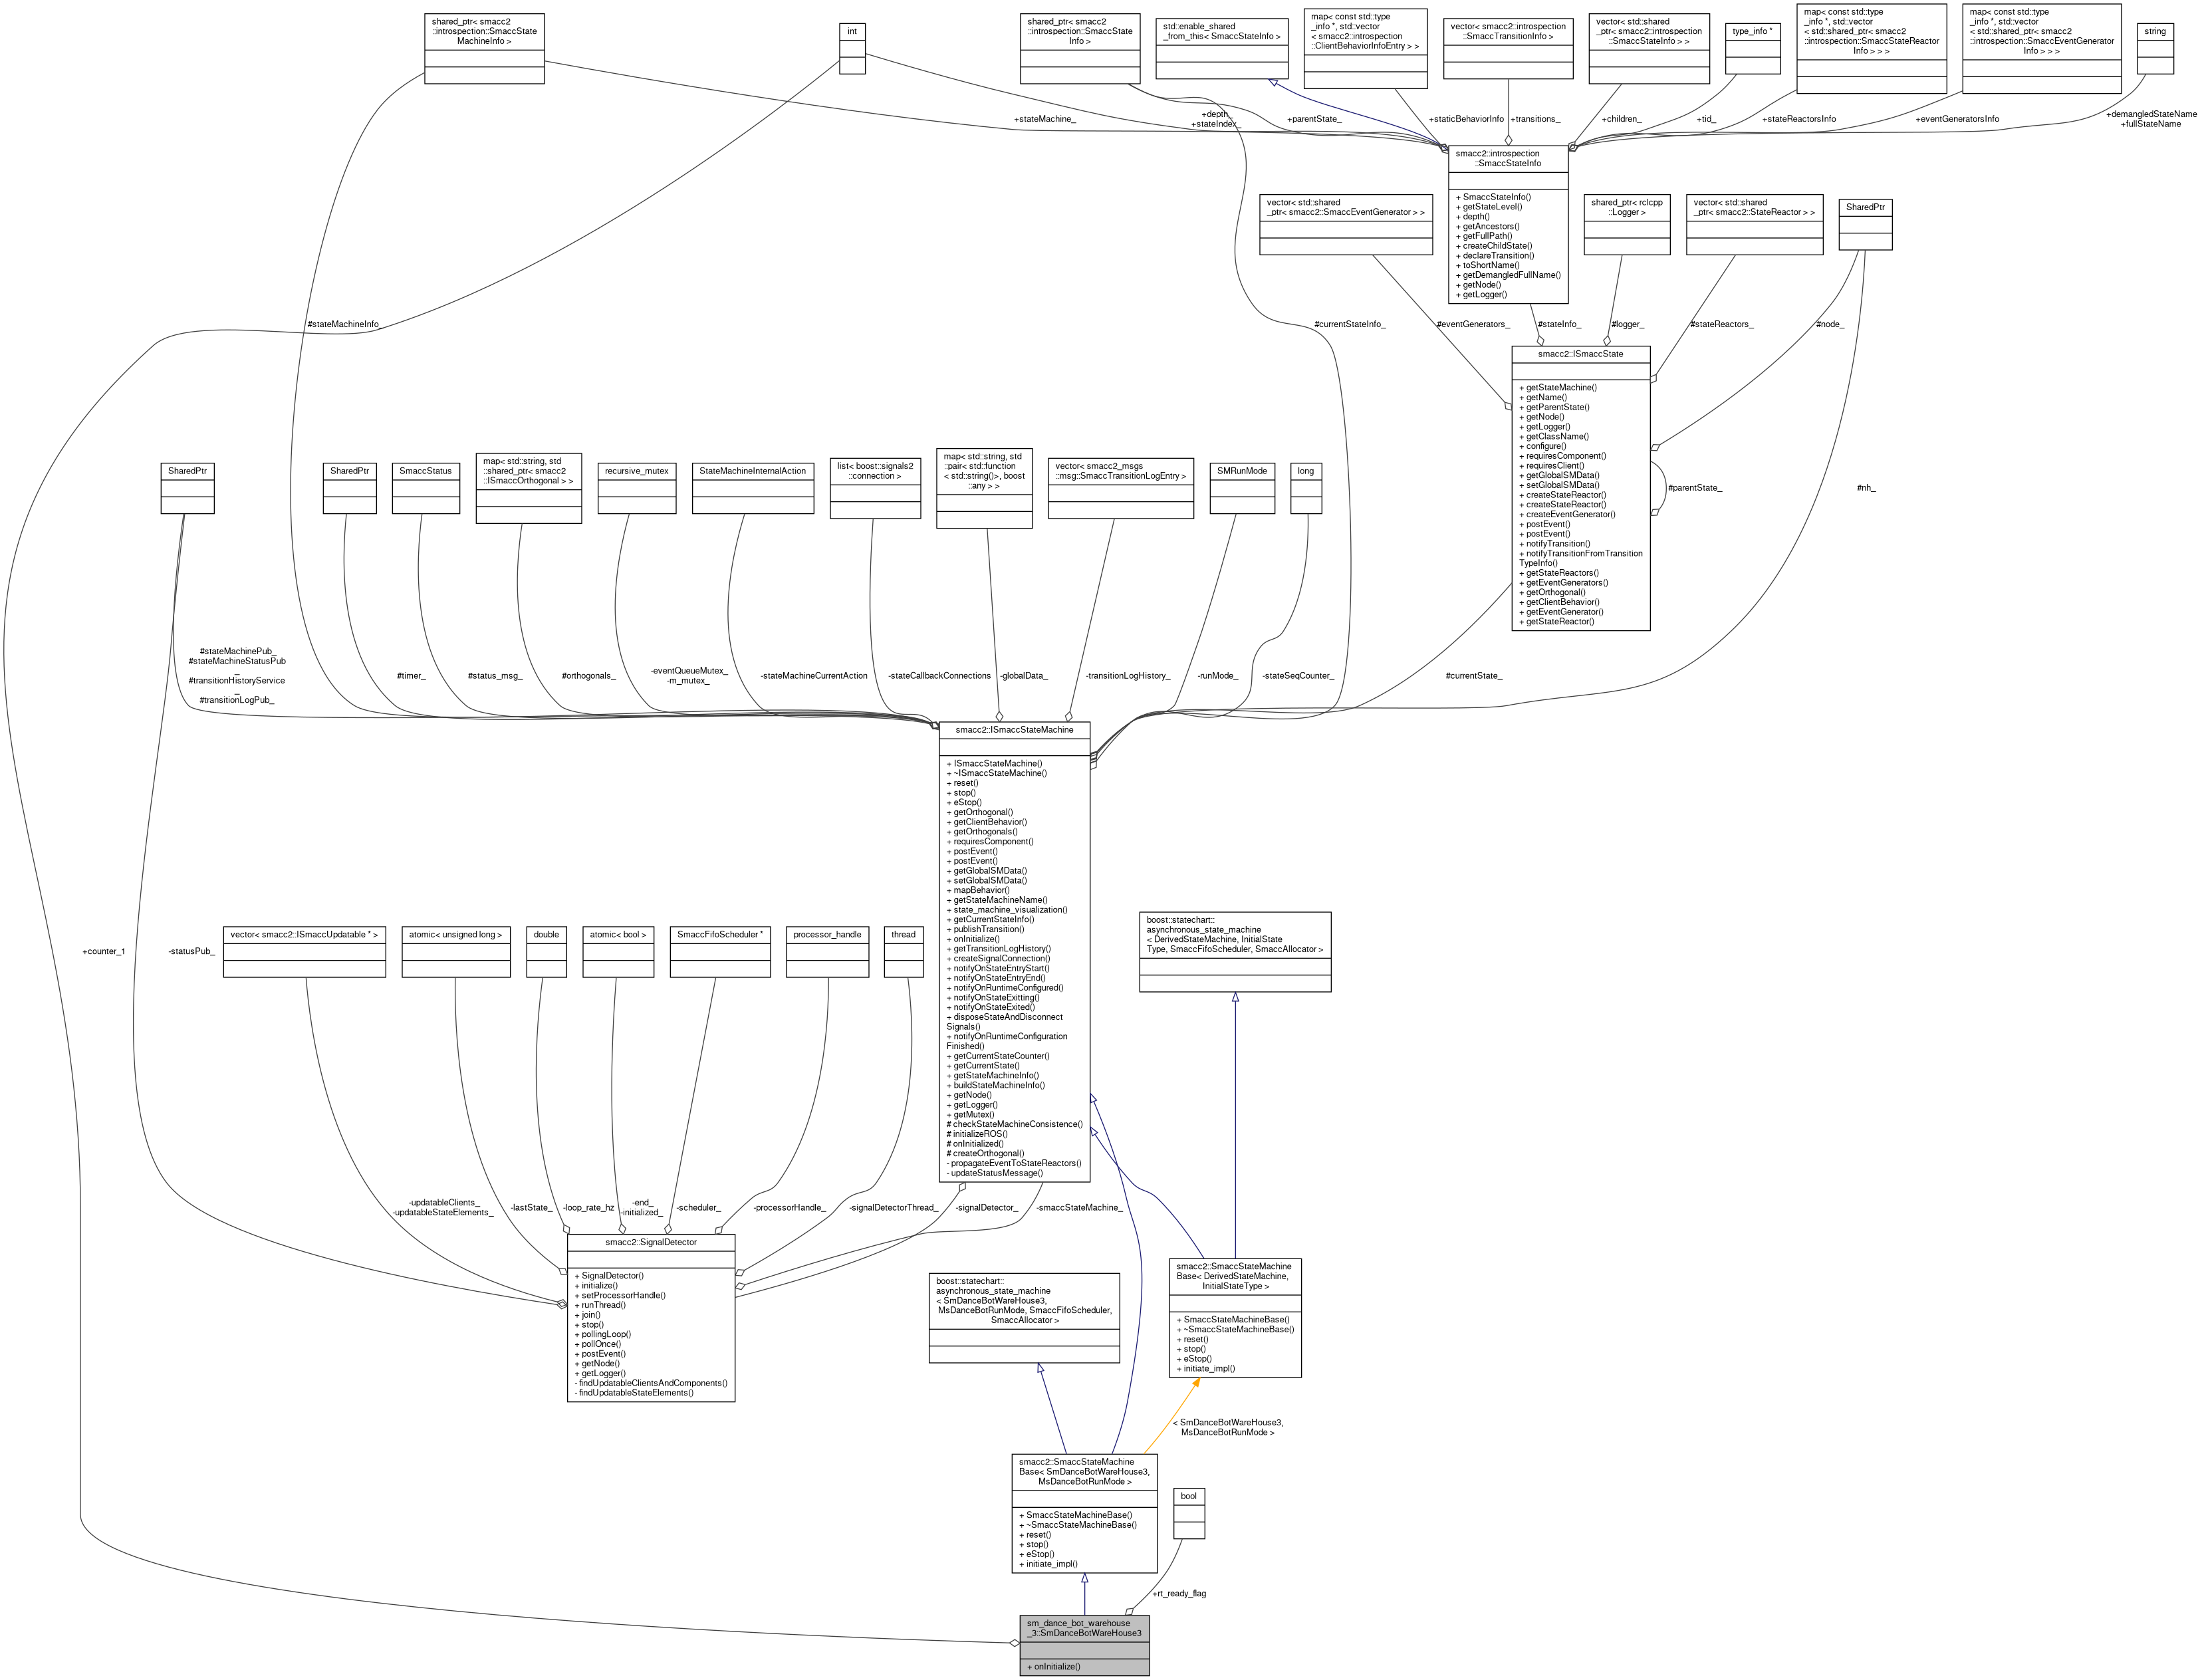 shared_ptr< smacc2
::introspection::SmaccState
MachineInfo >
int
shared_ptr< smacc2
::introspection::SmaccState
Info >
std::enable_shared
_from_this< SmaccStateInfo >
map< const std::type
_info *, std::vector
< smacc2::introspection
::ClientBehaviorInfoEntry > >
vector< smacc2::introspection
::SmaccTransitionInfo >
vector< std::shared
_ptr< smacc2::introspection
::SmaccStateInfo > >
type_info *
map< const std::type
_info *, std::vector
< std::shared_ptr< smacc2
::introspection::SmaccStateReactor
Info > > >
map< const std::type
_info *, std::vector
< std::shared_ptr< smacc2
::introspection::SmaccEventGenerator
Info > > >
string
+stateMachine_
+depth_
+stateIndex_
+parentState_
+staticBehaviorInfo
+transitions_
+children_
+tid_
+stateReactorsInfo
+eventGeneratorsInfo
+demangledStateName
+fullStateName
smacc2::introspection
::SmaccStateInfo
+ SmaccStateInfo()
+ getStateLevel()
+ depth()
+ getAncestors()
+ getFullPath()
+ createChildState()
+ declareTransition()
+ toShortName()
+ getDemangledFullName()
+ getNode()
+ getLogger()
vector< std::shared
_ptr< smacc2::SmaccEventGenerator > >
shared_ptr< rclcpp
::Logger >
vector< std::shared
_ptr< smacc2::StateReactor > >
SharedPtr
#stateMachineInfo_
#currentStateInfo_
#eventGenerators_
#stateInfo_
#logger_
#stateReactors_
#node_
smacc2::ISmaccState
+ getStateMachine()
+ getName()
+ getParentState()
+ getNode()
+ getLogger()
+ getClassName()
+ configure()
+ requiresComponent()
+ requiresClient()
+ getGlobalSMData()
+ setGlobalSMData()
+ createStateReactor()
+ createStateReactor()
+ createEventGenerator()
+ postEvent()
+ postEvent()
+ notifyTransition()
+ notifyTransitionFromTransition
TypeInfo()
+ getStateReactors()
+ getEventGenerators()
+ getOrthogonal()
+ getClientBehavior()
+ getEventGenerator()
+ getStateReactor()
#parentState_
#nh_
SharedPtr
SharedPtr
SmaccStatus
map< std::string, std
::shared_ptr< smacc2
::ISmaccOrthogonal > >
recursive_mutex
StateMachineInternalAction
list< boost::signals2
::connection >
map< std::string, std
::pair< std::function
< std::string()>, boost
::any > >
vector< smacc2_msgs
::msg::SmaccTransitionLogEntry >
SMRunMode
long
#stateMachinePub_
#stateMachineStatusPub
_
#transitionHistoryService
_
#transitionLogPub_
#timer_
#status_msg_
#orthogonals_
-eventQueueMutex_
-m_mutex_
-stateMachineCurrentAction
-stateCallbackConnections
-globalData_
-transitionLogHistory_
-runMode_
-stateSeqCounter_
#currentState_
smacc2::ISmaccStateMachine
+ ISmaccStateMachine()
+ ~ISmaccStateMachine()
+ reset()
+ stop()
+ eStop()
+ getOrthogonal()
+ getClientBehavior()
+ getOrthogonals()
+ requiresComponent()
+ postEvent()
+ postEvent()
+ getGlobalSMData()
+ setGlobalSMData()
+ mapBehavior()
+ getStateMachineName()
+ state_machine_visualization()
+ getCurrentStateInfo()
+ publishTransition()
+ onInitialize()
+ getTransitionLogHistory()
+ createSignalConnection()
+ notifyOnStateEntryStart()
+ notifyOnStateEntryEnd()
+ notifyOnRuntimeConfigured()
+ notifyOnStateExitting()
+ notifyOnStateExited()
+ disposeStateAndDisconnect
Signals()
+ notifyOnRuntimeConfiguration
Finished()
+ getCurrentStateCounter()
+ getCurrentState()
+ getStateMachineInfo()
+ buildStateMachineInfo()
+ getNode()
+ getLogger()
+ getMutex()
# checkStateMachineConsistence()
# initializeROS()
# onInitialized()
# createOrthogonal()
- propagateEventToStateReactors()
- updateStatusMessage()
+counter_1
-statusPub_
vector< smacc2::ISmaccUpdatable * >
atomic< unsigned long >
double
atomic< bool >
SmaccFifoScheduler *
processor_handle
thread
boost::statechart::
asynchronous_state_machine
< DerivedStateMachine, InitialState
Type, SmaccFifoScheduler, SmaccAllocator >
-updatableClients_
-updatableStateElements_
-lastState_
-loop_rate_hz
-end_
-initialized_
-scheduler_
-processorHandle_
-signalDetectorThread_
-signalDetector_
-smaccStateMachine_
smacc2::SignalDetector
+ SignalDetector()
+ initialize()
+ setProcessorHandle()
+ runThread()
+ join()
+ stop()
+ pollingLoop()
+ pollOnce()
+ postEvent()
+ getNode()
+ getLogger()
- findUpdatableClientsAndComponents()
- findUpdatableStateElements()
boost::statechart::
asynchronous_state_machine
< SmDanceBotWareHouse3,
MsDanceBotRunMode, SmaccFifoScheduler,
SmaccAllocator >
smacc2::SmaccStateMachine
Base< DerivedStateMachine,
InitialStateType >
+ SmaccStateMachineBase()
+ ~SmaccStateMachineBase()
+ reset()
+ stop()
+ eStop()
+ initiate_impl()
< SmDanceBotWareHouse3,
MsDanceBotRunMode >
smacc2::SmaccStateMachine
Base< SmDanceBotWareHouse3,
MsDanceBotRunMode >
+ SmaccStateMachineBase()
+ ~SmaccStateMachineBase()
+ reset()
+ stop()
+ eStop()
+ initiate_impl()
bool
+rt_ready_flag
sm_dance_bot_warehouse
_3::SmDanceBotWareHouse3
+ onInitialize()